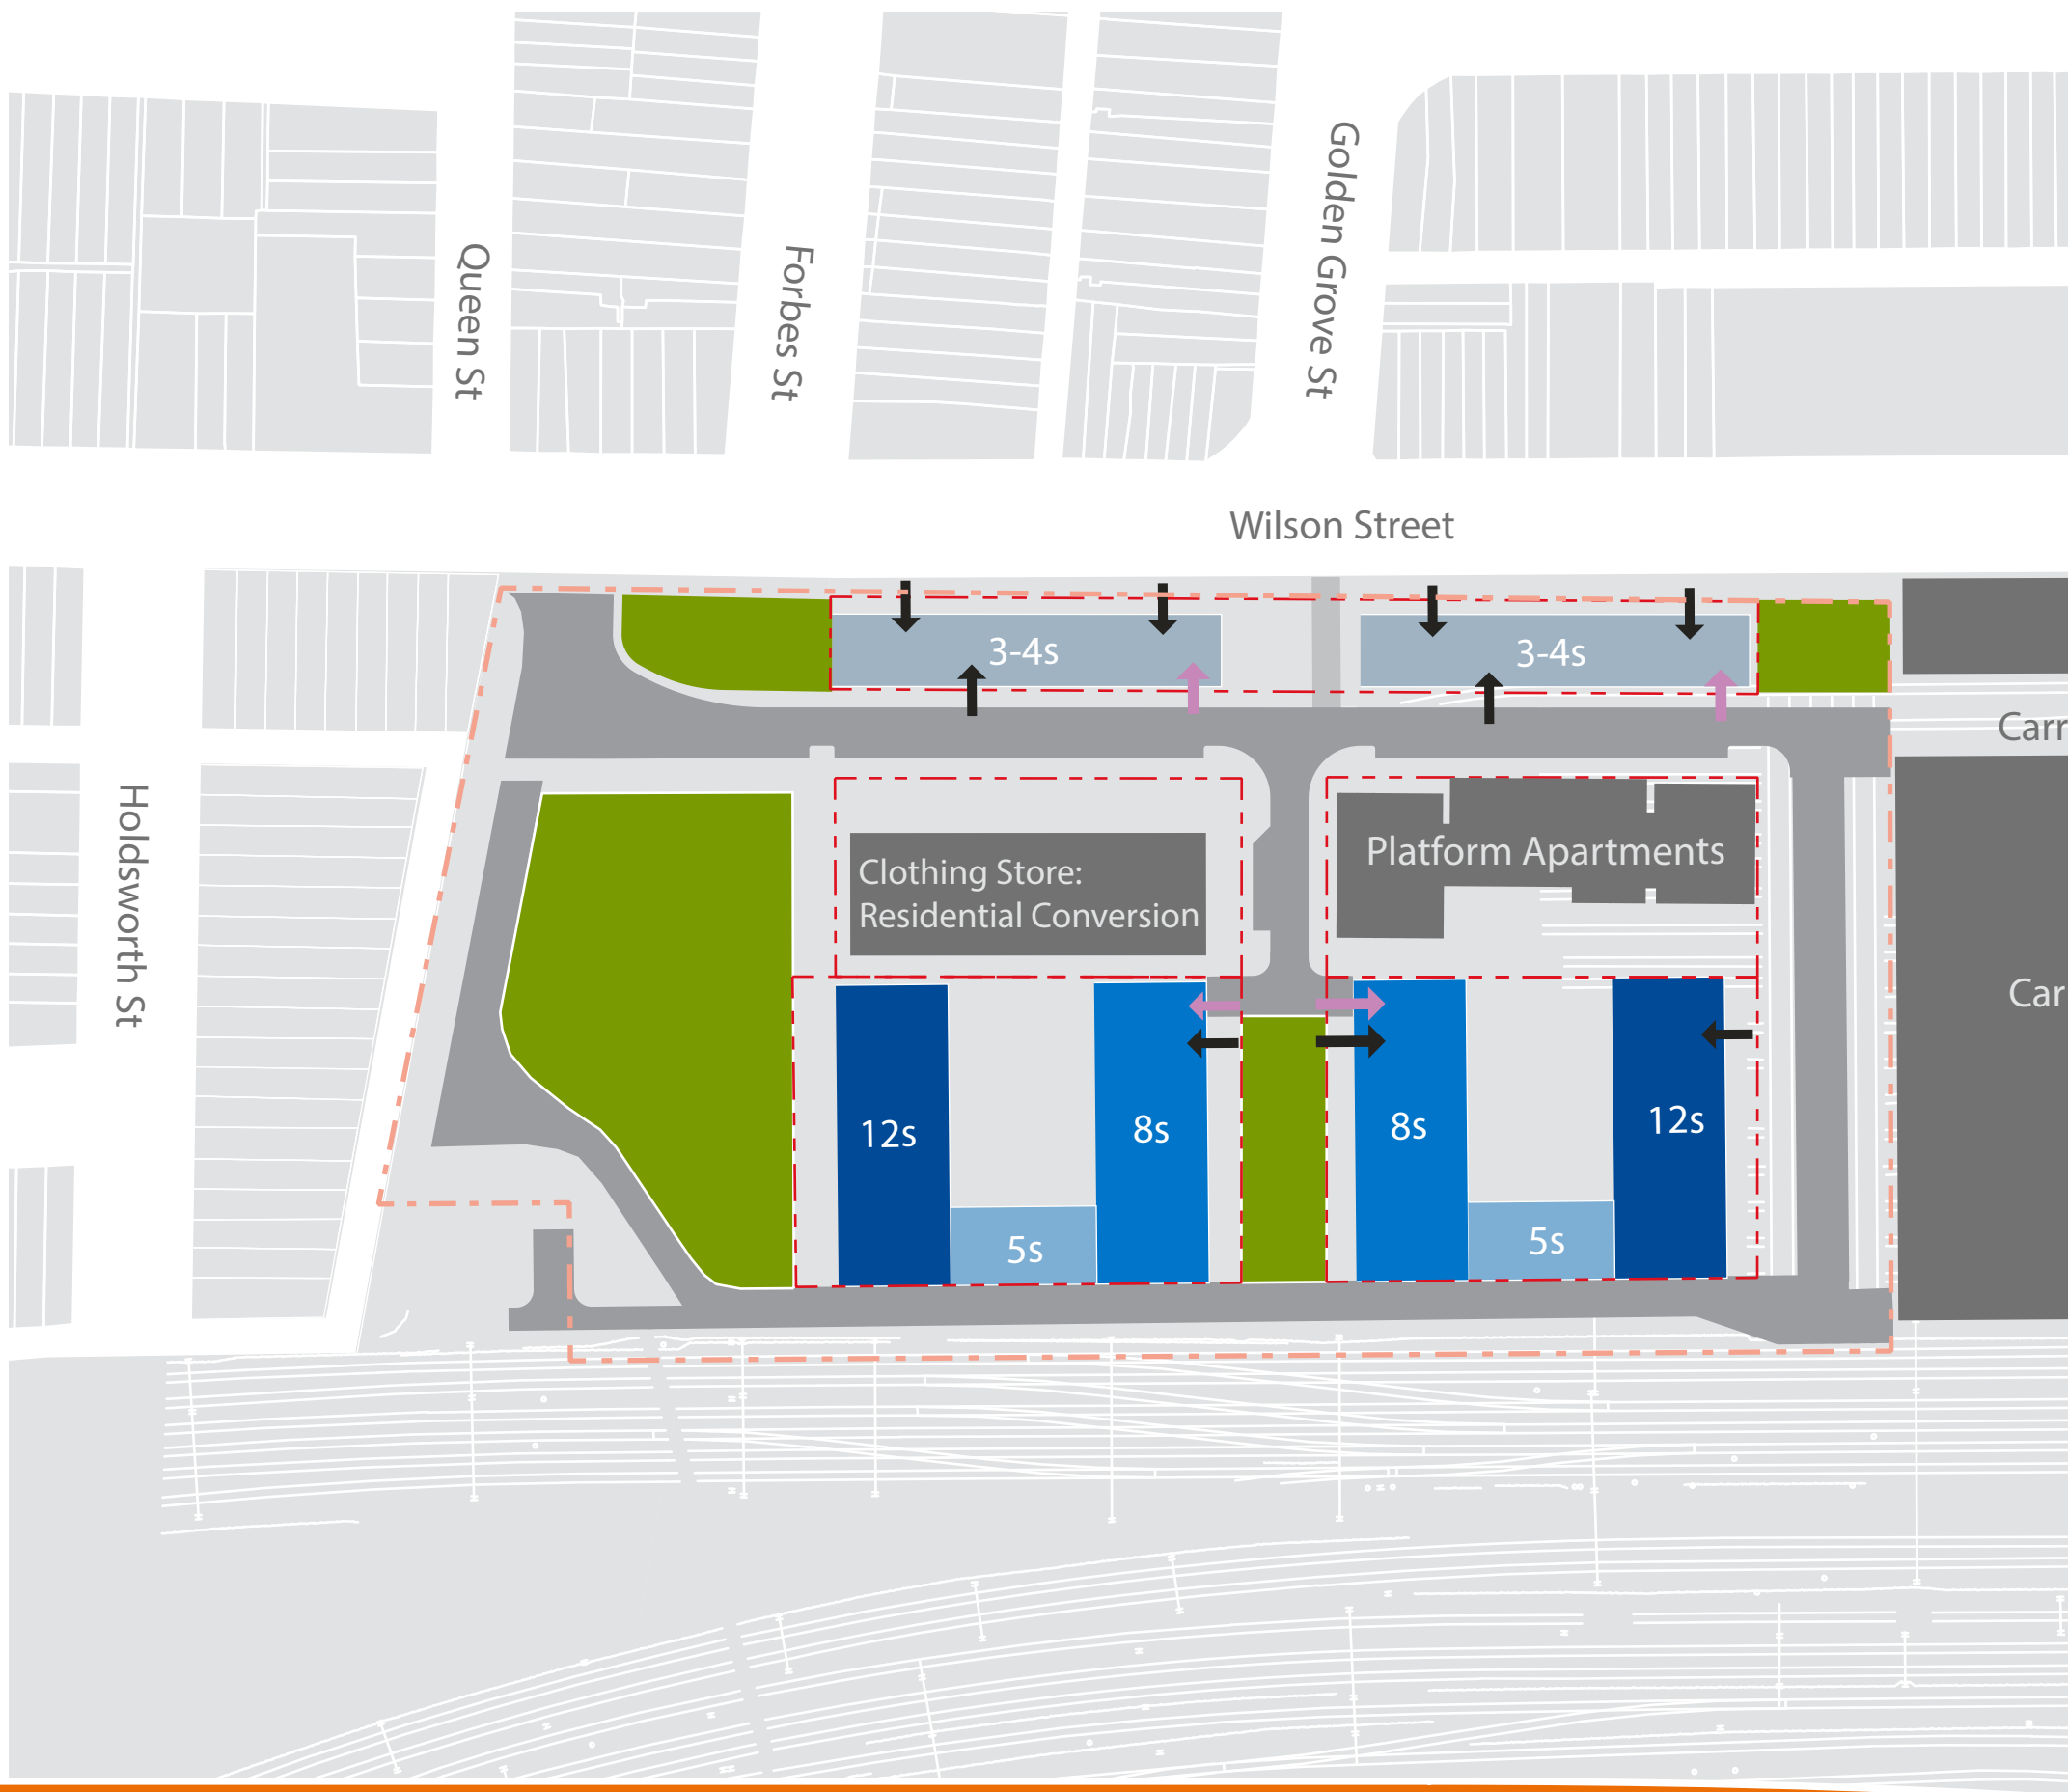 Queen St
Forbes St
Golden Grove St
Wilson Street
3-4s
3-4s
Carr
Holdsworth St
Clothing Store:
Residential Conversion
Platform Apartments
Car
12s
8s
8s
12s
5s
5s